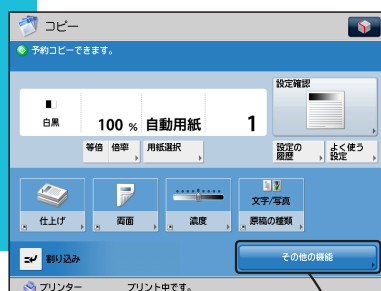 コピー
予約コピーできます。
設定確認
白黒
100 % 自動用紙 1
等倍 倍率 用紙選択
設定の履歴
よく使う設定
仕上げ
両面
濃度
文字/写真
原稿の種類
割り込み
その他の機能
プリンター プリント中です。